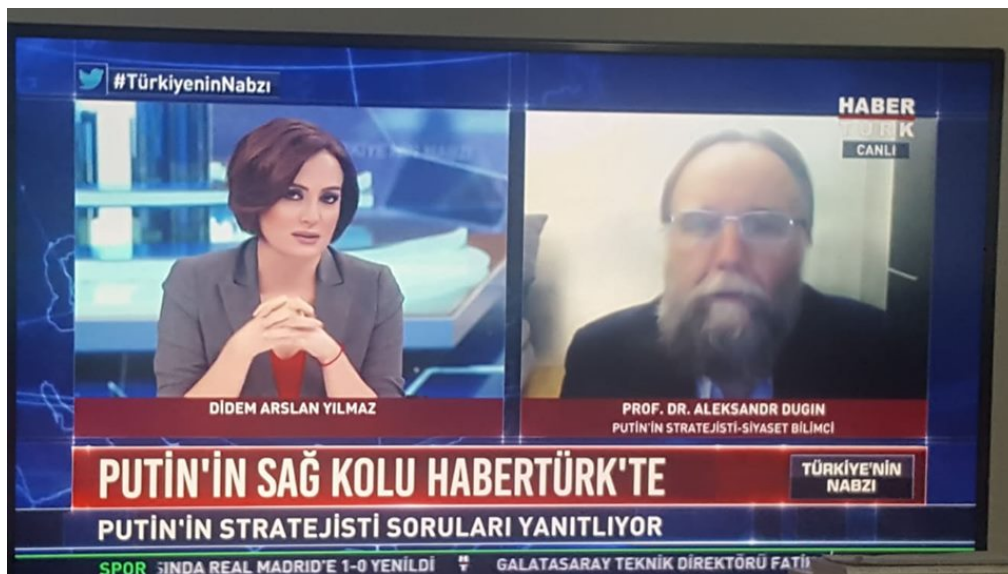 #TürkiyeninNabzı
HABER
TÜRK
CANLI
DİDEM ARSLAN YILMAZ
PROF. DR. ALEKSANDR DUGIN
PUTİN'İN STRATEJİSTİ-SİYASET BİLİMCİ
PUTİN'İN SAĞ KOLU HABERTÜRK'TE
TÜRKİYE'NİN
NABZI
PUTİN'İN STRATEJİSTİ SORULARI YANITLIYOR
SPOR SINDA REAL MADRID'E 1-0 YENİLDİ GALATASARAY TEKNİK DİREKTÖRÜ FATİ